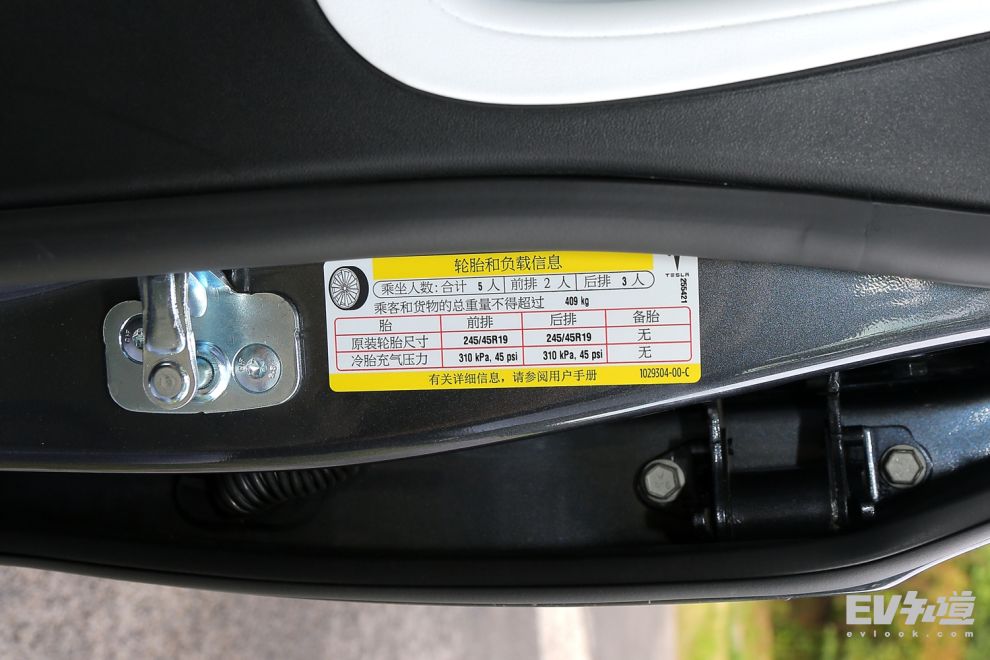 轮胎和负载信息
乘坐人数: 合计 5 人 前排 2 人 后排 3 人
乘客和货物的总重量不得超过 409 kg
胎 前排 后排 备胎
原装轮胎尺寸 245/45R19 245/45R19 无
冷胎充气压力 310 kPa, 45 psi 310 kPa, 45 psi 无
有关详细信息，请参阅用户手册 1029304-00-C
TESLA
255421
EV知道
evlook.com